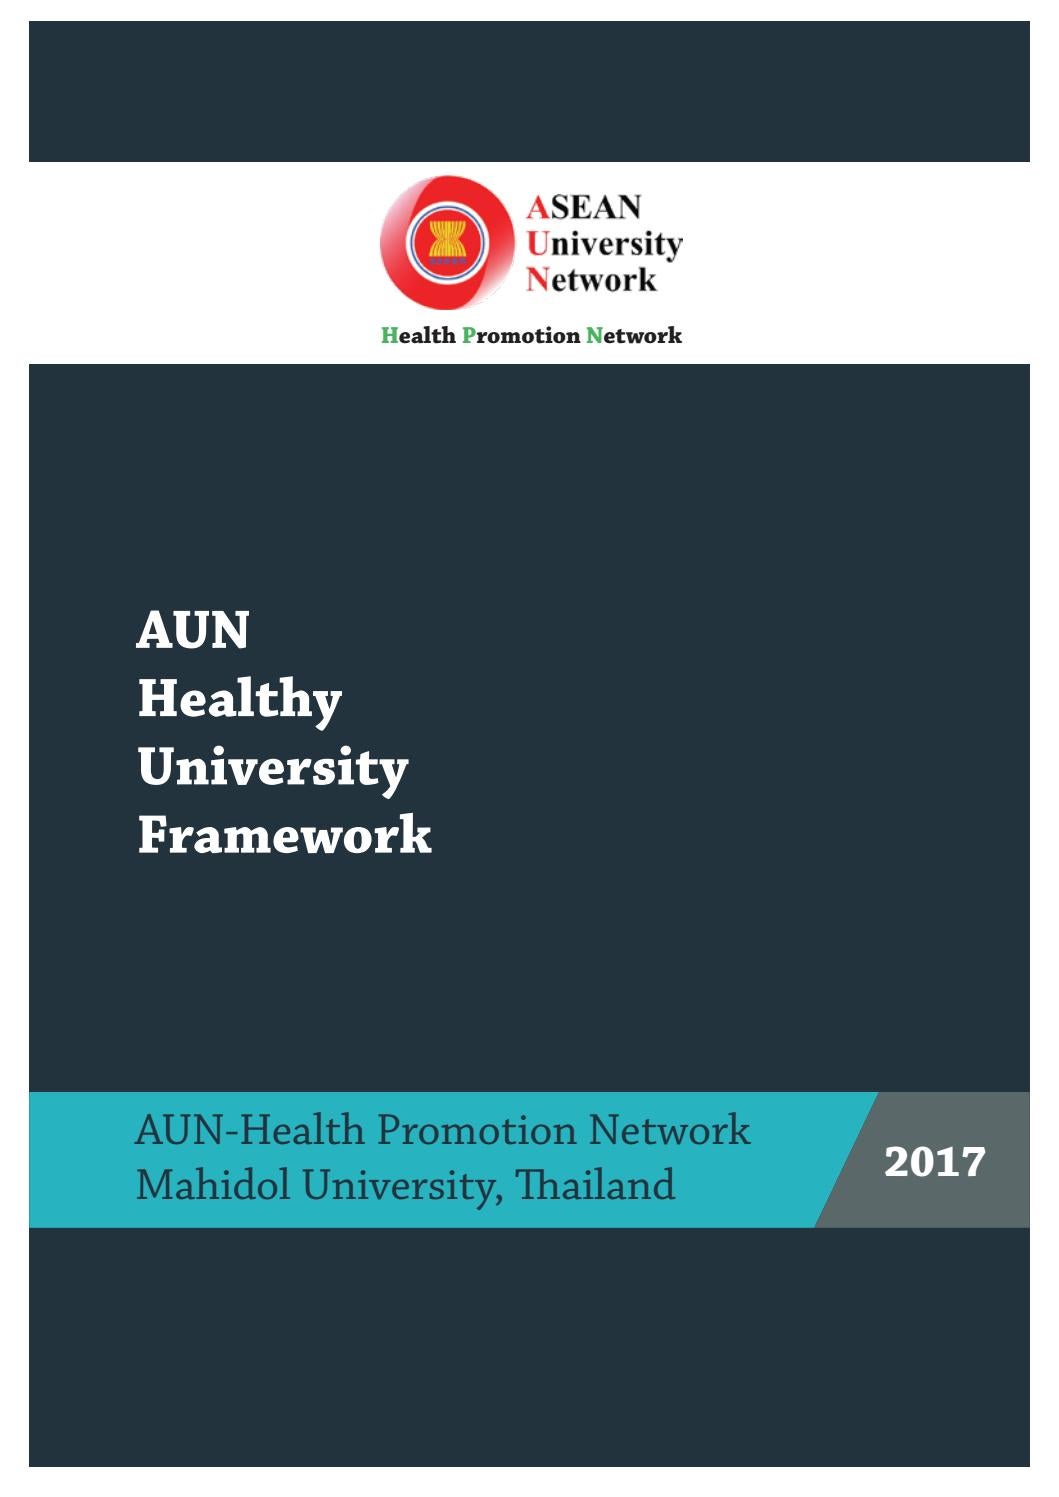 ASEAN
University
Network
Health Promotion Network
AUN
Healthy
University
Framework
AUN-Health Promotion Network
Mahidol University, Thailand
2017